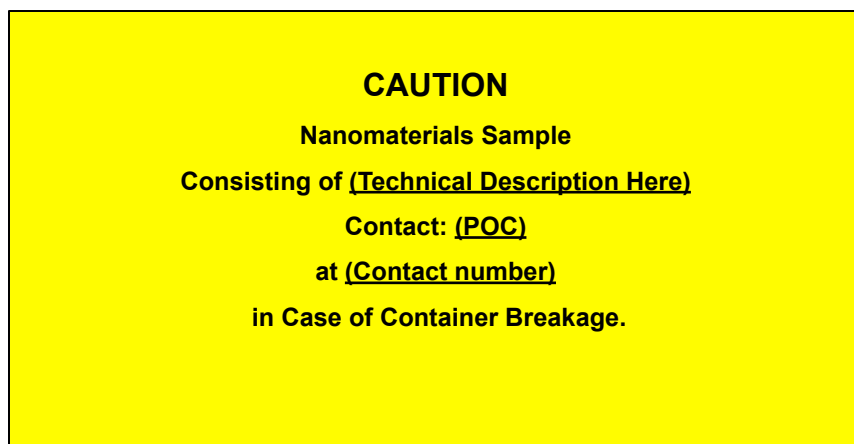 CAUTION
Nanomaterials Sample
Consisting of (Technical Description Here)
Contact: (POC)
at (Contact number)
in Case of Container Breakage.